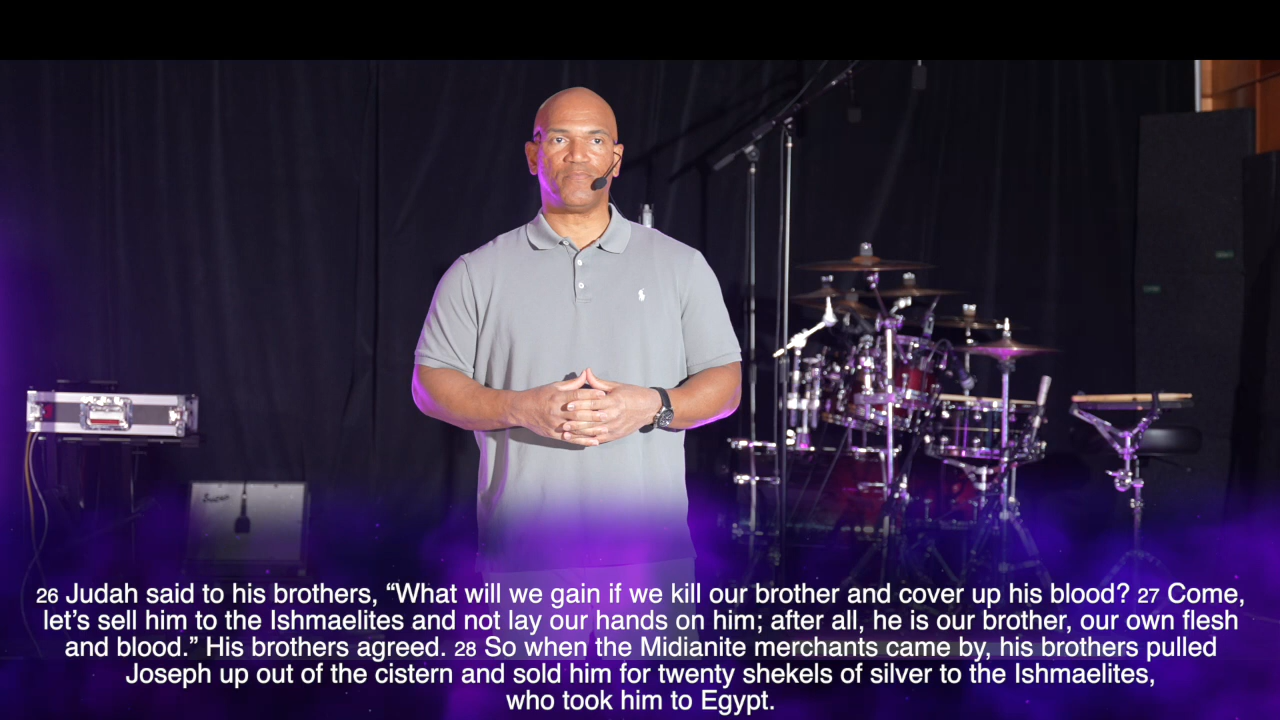 26 Judah said to his brothers, “What will we gain if we kill our brother and cover up his blood? 27 Come,
let’s sell him to the Ishmaelites and not lay our hands on him; after all, he is our brother, our own flesh
and blood.” His brothers agreed. 28 So when the Midianite merchants came by, his brothers pulled
Joseph up out of the cistern and sold him for twenty shekels of silver to the Ishmaelites,
who took him to Egypt.